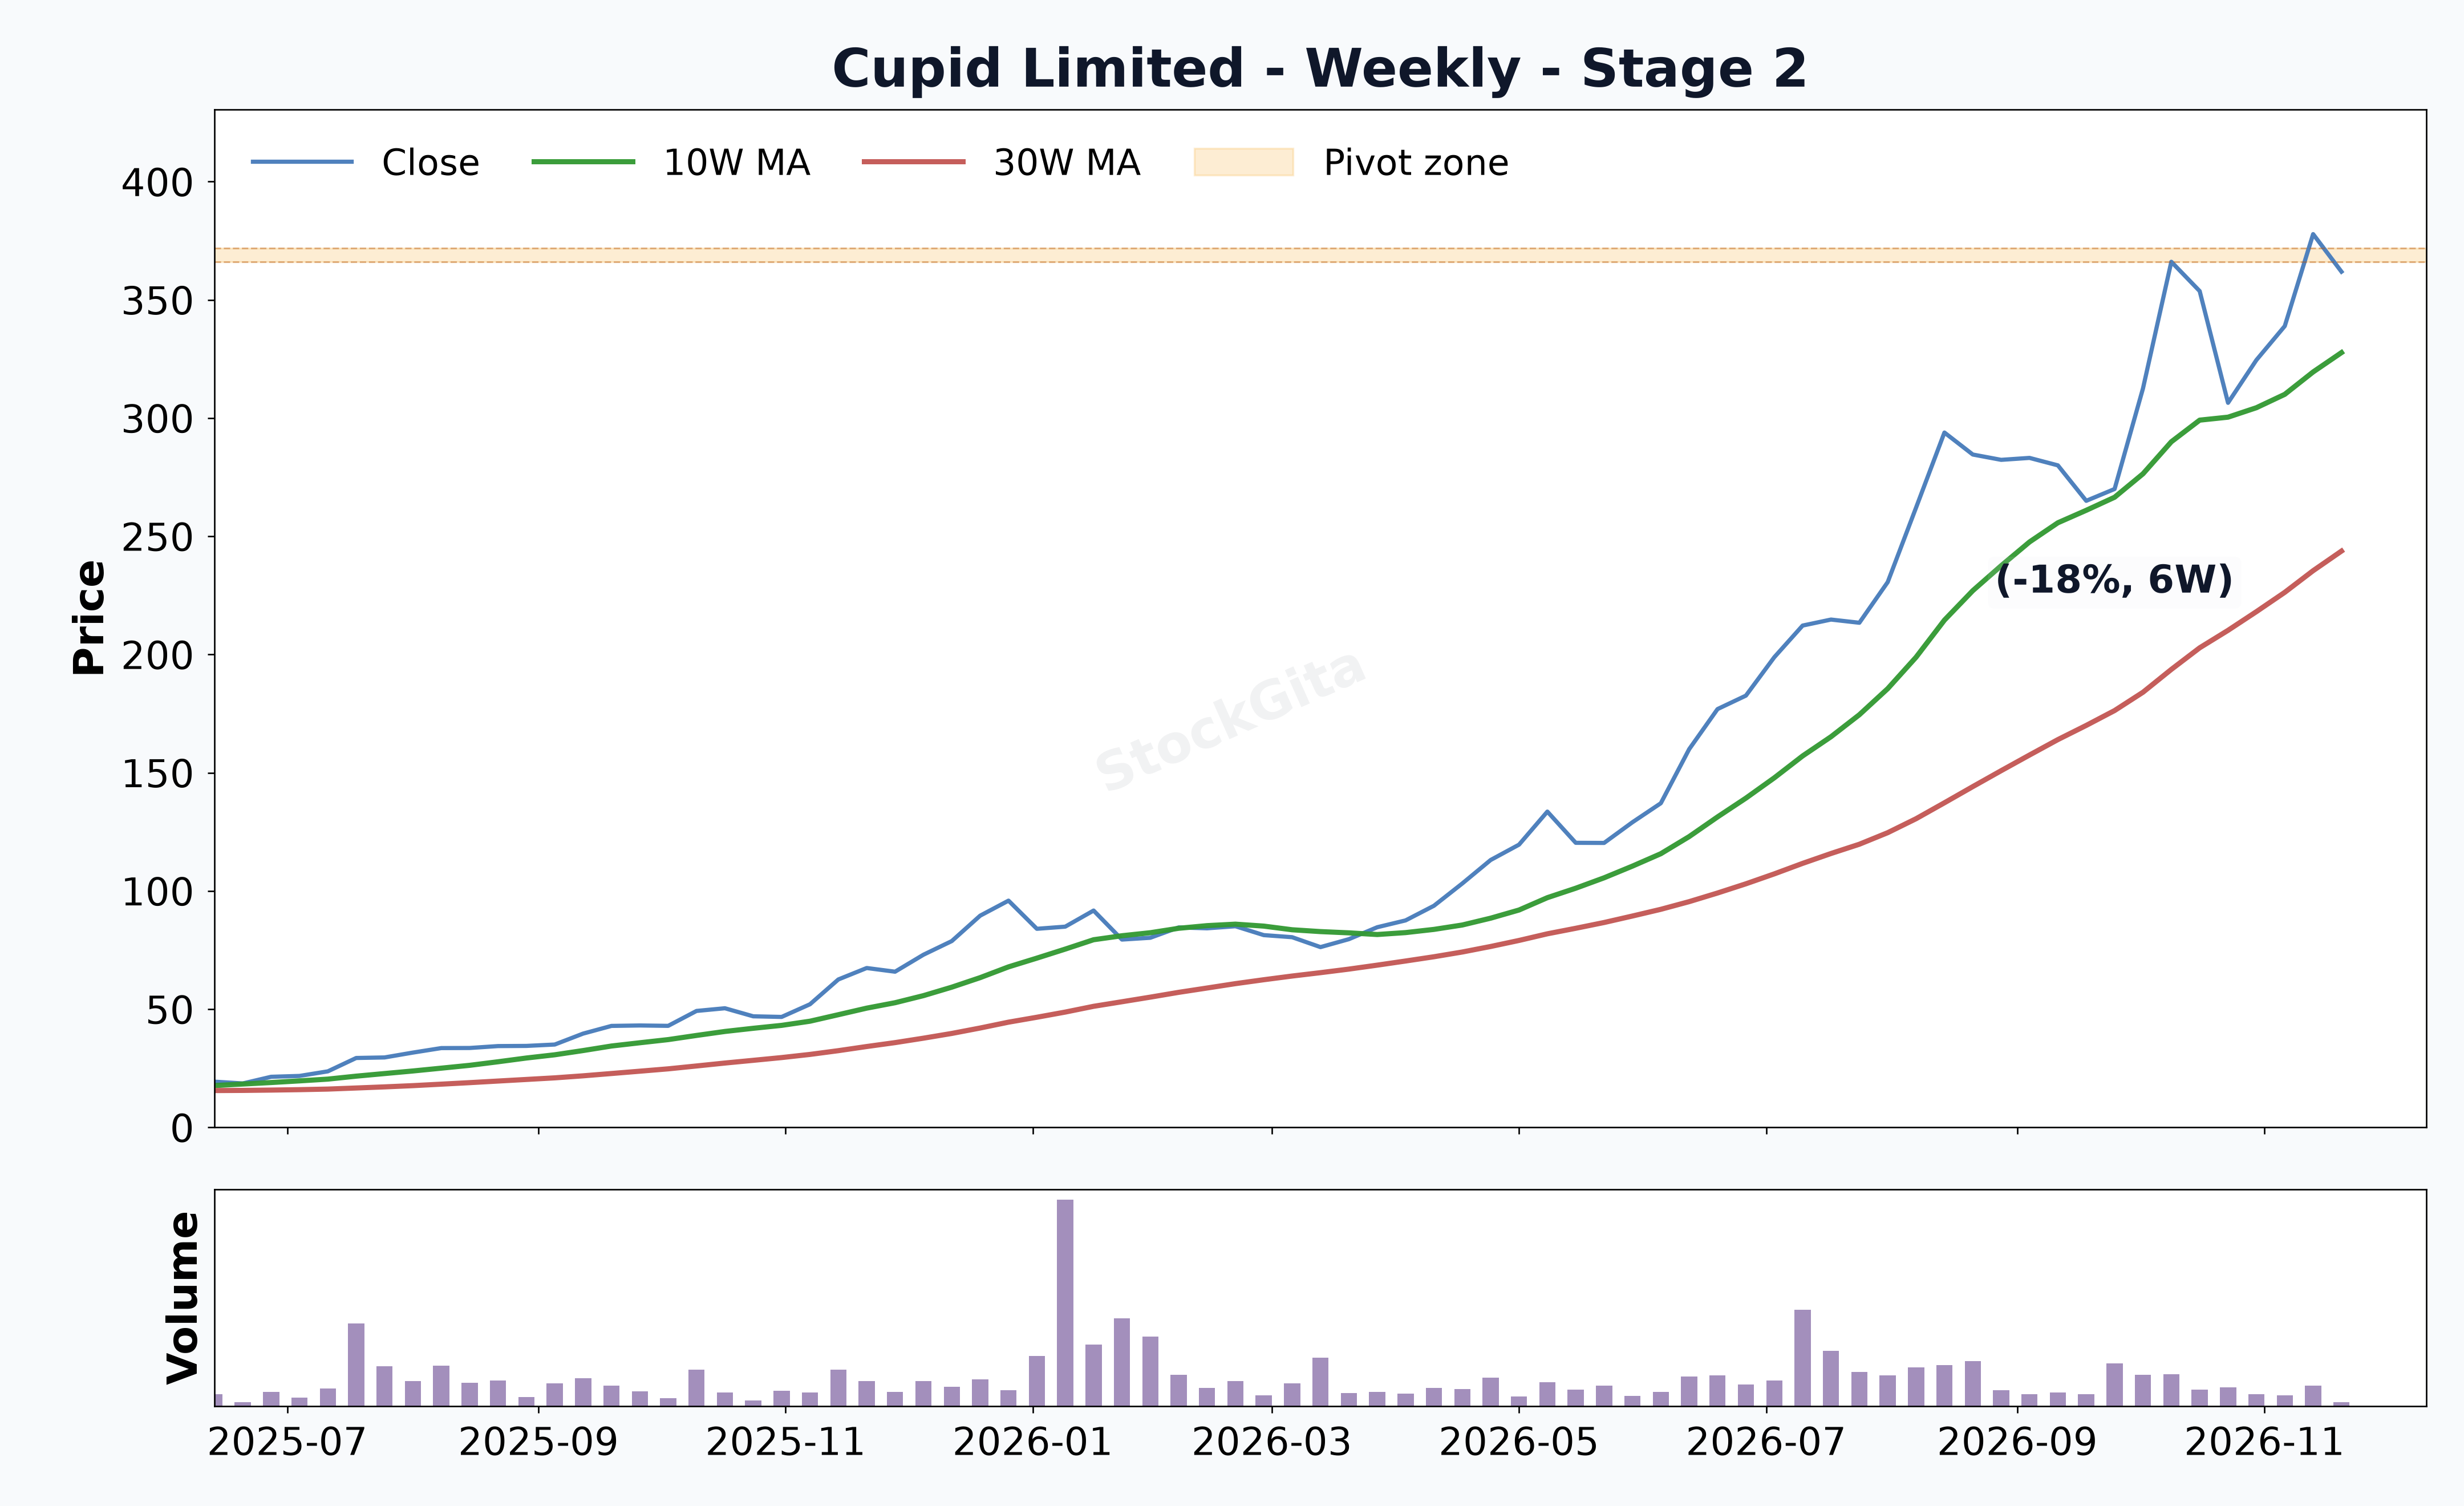 Cupid Limited - Weekly - Stage 2
Close 10W MA 30W MA Pivot zone
400
350
300
250
200
150
100
50
0
Price
(-18%, 6W)
StockGita
Volume
2025-07 2025-09 2025-11 2026-01 2026-03 2026-05 2026-07 2026-09 2026-11